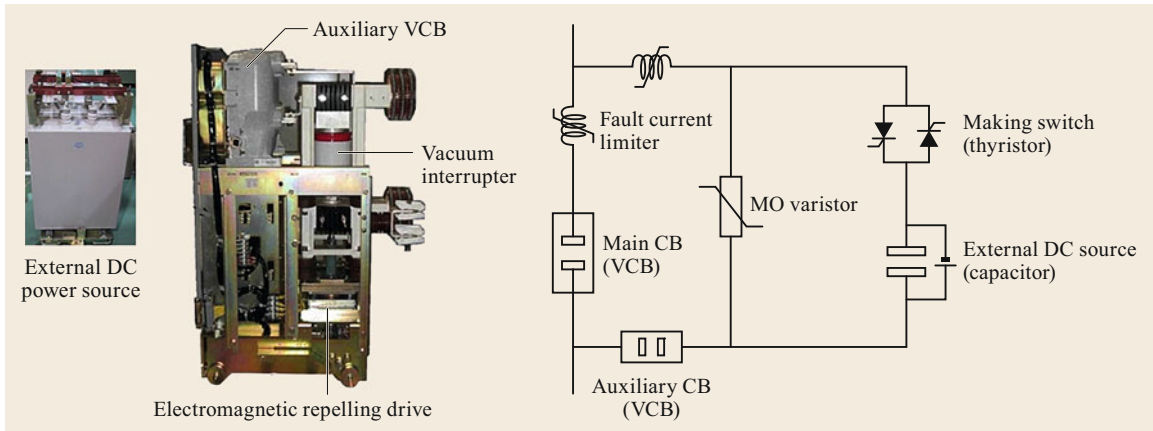 Auxiliary VCB
External DC
power source
Vacuum
interrupter
Electromagnetic repelling drive
Fault current
limiter
Main CB
(VCB)
Auxiliary CB
(VCB)
MO varistor
Making switch
(thyristor)
External DC source
(capacitor)